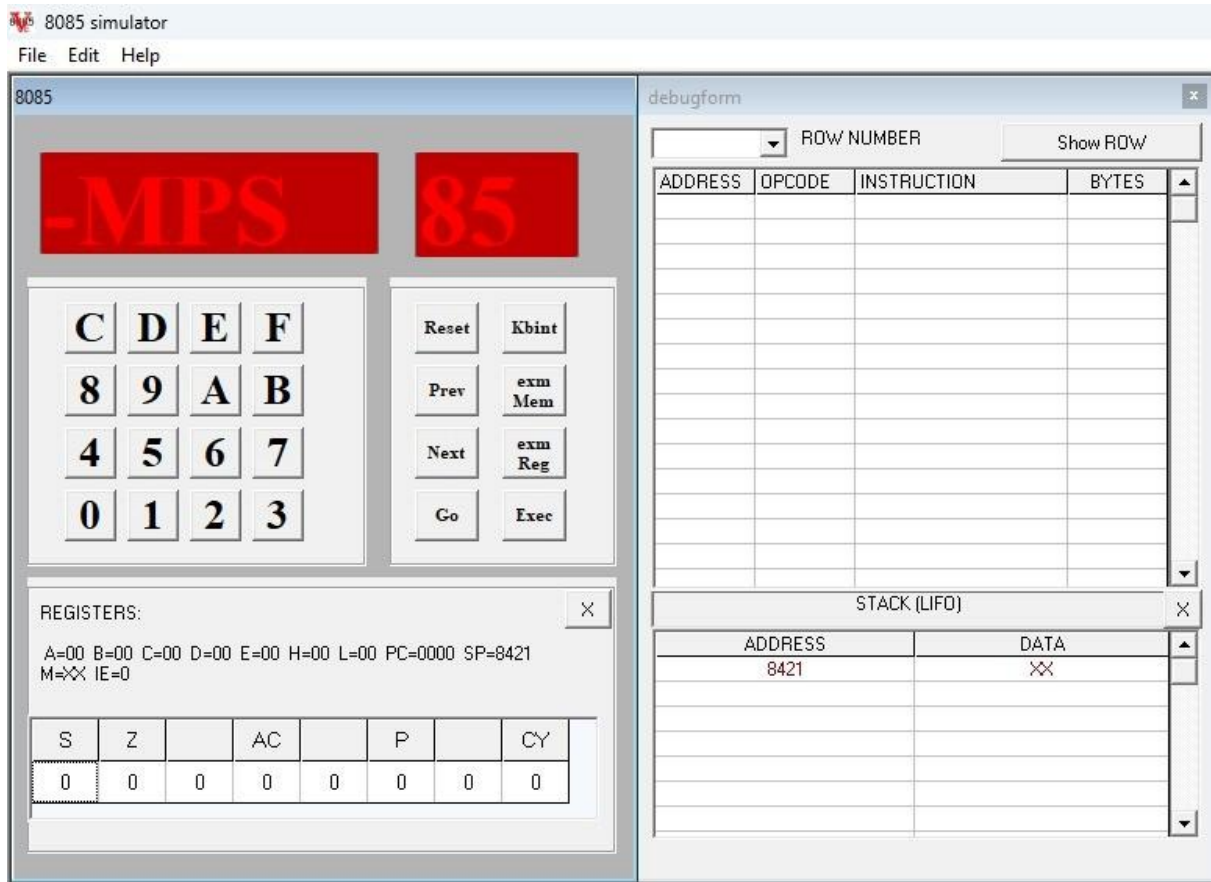 8085 simulator
File Edit Help
8085
-MPS 85
C D E F
8 9 A B
4 5 6 7
0 1 2 3
Reset Kbint
Prev exm Mem
Next exm Reg
Go Exec
REGISTERS: X
A=00 B=00 C=00 D=00 E=00 H=00 L=00 PC=0000 SP=8421
M=XX IE=0
S Z AC P CY
0 0 0 0 0 0 0 0
debugform x
ROW NUMBER Show ROW
ADDRESS OPCODE INSTRUCTION BYTES
STACK (LIFO) X
ADDRESS DATA
8421 XX